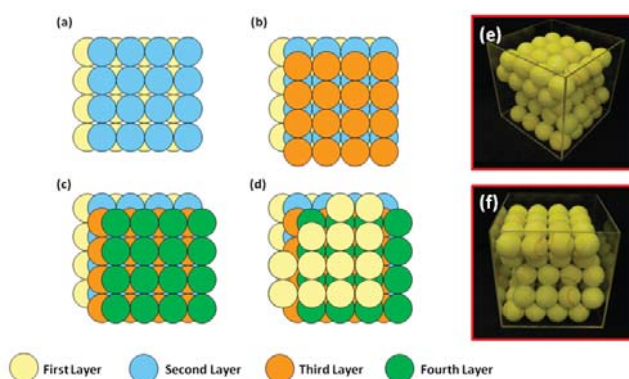 (a)
(b)
(c)
(d)
(e)
(f)
First Layer
Second Layer
Third Layer
Fourth Layer